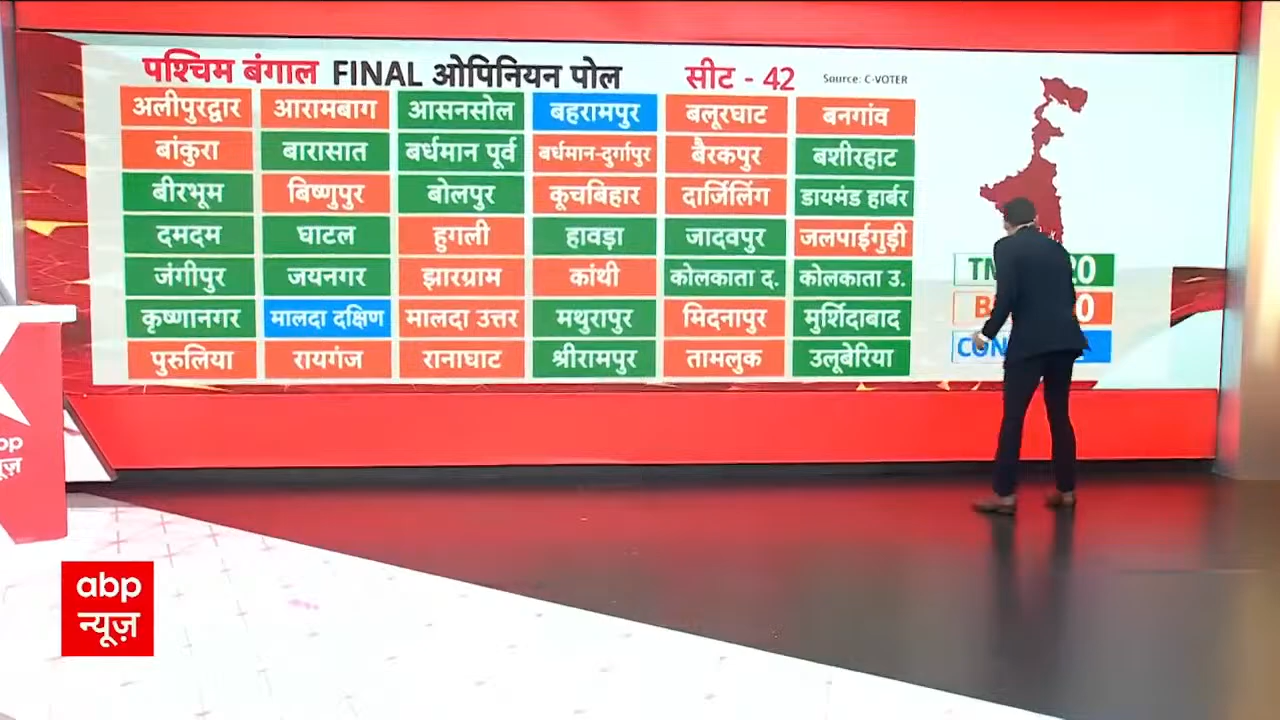 पश्चिम बंगाल FINAL ओपिनियन पोल सीट - 42 Source: C-VOTER
अलीपुरद्वार आरामबाग आसनसोल बहरामपुर बलूरघाट बनगांव
बांकुरा बारासात बर्धमान पूर्व बर्धमान-दुर्गापुर बैरकपुर बशीरहाट
बीरभूम बिष्णुपुर बोलपुर कूचबिहार दार्जिलिंग डायमंड हार्बर
दमदम घाटल हुगली हावड़ा जादवपुर जलपाईगुड़ी
जंगीपुर जयनगर झारग्राम कांथी कोलकाता द. कोलकाता उ.
कृष्णानगर मालदा दक्षिण मालदा उत्तर मथुरापुर मिदनापुर मुर्शिदाबाद
पुरुलिया रायगंज रानाघाट श्रीरामपुर तामलुक उलूबेरिया
abp
न्यूज़